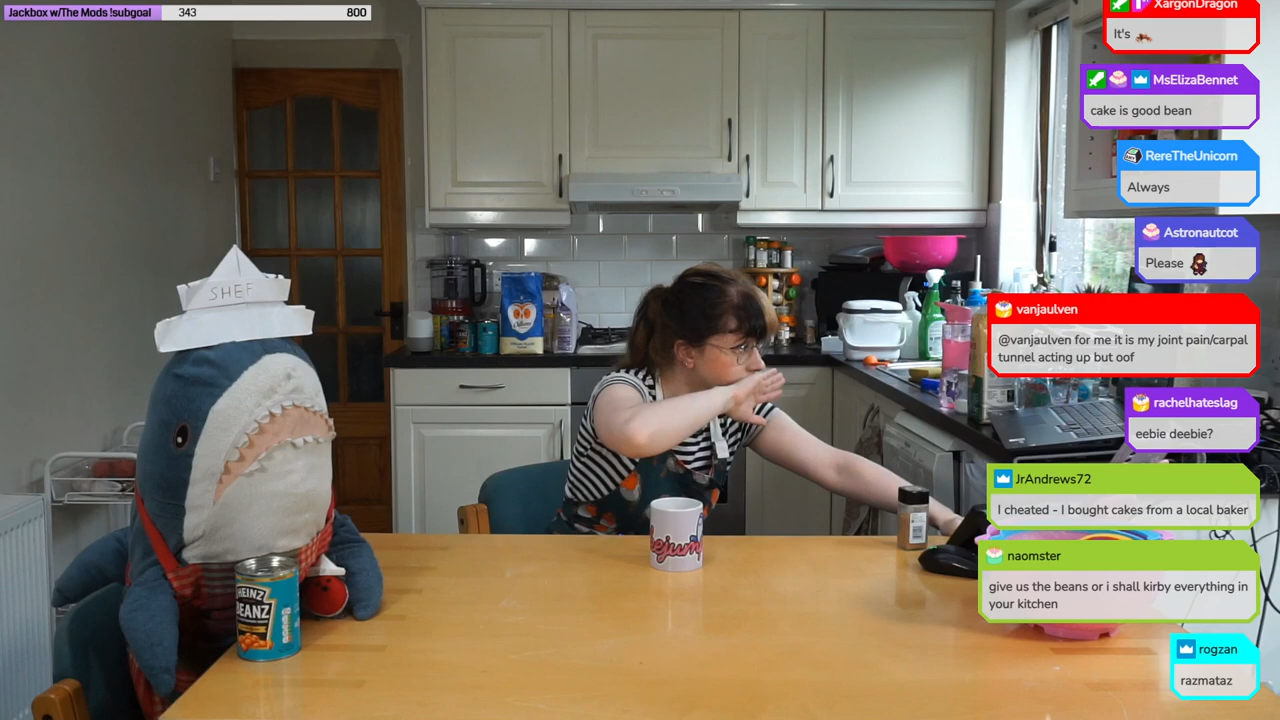 Jackbox w/The Mods !subgoal 343 800
XargonDragon
It's
MsElizaBennet
cake is good bean
RereTheUnicorn
Always
Astronautcot
Please
vanjaulven
@vanjaulven for me it is my joint pain/carpal
tunnel acting up but oof
rachelhateslag
eebie deebie?
JrAndrews72
I cheated - I bought cakes from a local baker
naomster
give us the beans or i shall kirby everything in
your kitchen
rogzan
razmataz
SHEF
HEINZ
BEANZ